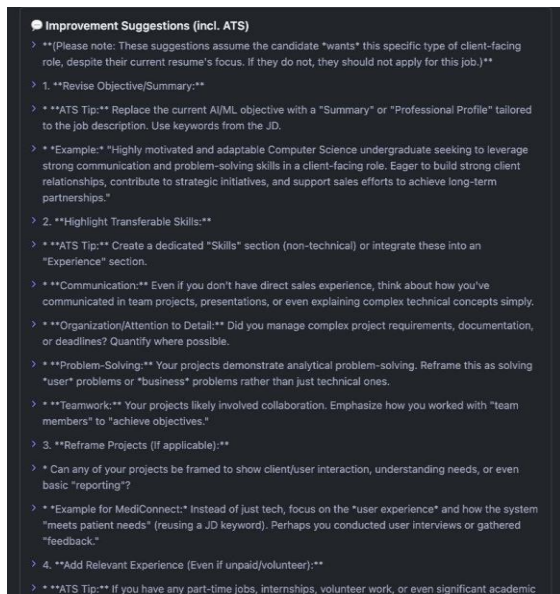 💬 Improvement Suggestions (incl. ATS)
> **(Please note: These suggestions assume the candidate *wants* this specific type of client-facing
role, despite their current resume's focus. If they do not, they should not apply for this job.)**
> 1. **Revise Objective/Summary:**
> * **ATS Tip:** Replace the current AI/ML objective with a "Summary" or "Professional Profile" tailored
to the job description. Use keywords from the JD.
> * *Example:* "Highly motivated and adaptable Computer Science undergraduate seeking to leverage
strong communication and problem-solving skills in a client-facing role. Eager to build strong client
relationships, contribute to strategic initiatives, and support sales efforts to achieve long-term
partnerships."
> 2. **Highlight Transferable Skills:**
> * **ATS Tip:** Create a dedicated "Skills" section (non-technical) or integrate these into an
"Experience" section.
> * **Communication:** Even if you don't have direct sales experience, think about how you've
communicated in team projects, presentations, or even explaining complex technical concepts simply.
> * **Organization/Attention to Detail:** Did you manage complex project requirements, documentation,
or deadlines? Quantify where possible.
> * **Problem-Solving:** Your projects demonstrate analytical problem-solving. Reframe this as solving
*user* problems or *business* problems rather than just technical ones.
> * **Teamwork:** Your projects likely involved collaboration. Emphasize how you worked with "team
members" to "achieve objectives."
> 3. **Reframe Projects (If applicable):**
> * Can any of your projects be framed to show client/user interaction, understanding needs, or even
basic "reporting"?
> * *Example for MediConnect:* Instead of just tech, focus on the *user experience* and how the system
"meets patient needs" (reusing a JD keyword). Perhaps you conducted user interviews or gathered
"feedback."
> 4. **Add Relevant Experience (Even if unpaid/volunteer):**
> * **ATS Tip:** If you have any part-time jobs, internships, volunteer work, or even significant academic